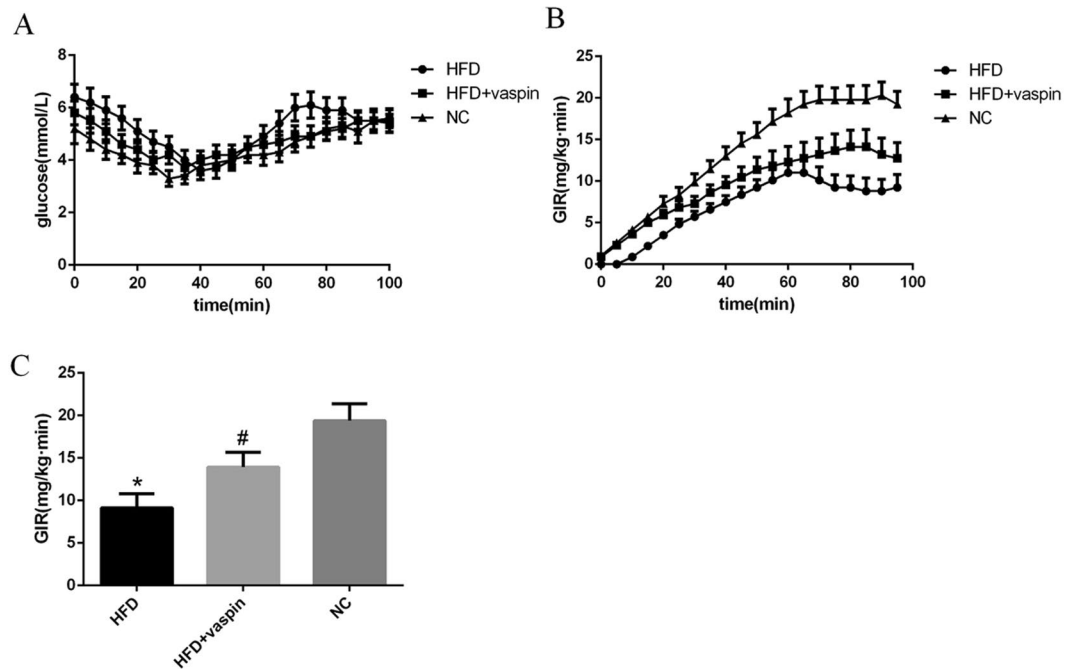 A
glucose(mmol/L)
8
6
4
2
0
0 20 40 60 80 100
time(min)
HFD
HFD+vaspin
NC
B
GIR(mg/kg·min)
25
20
15
10
5
0
0 20 40 60 80 100
time(min)
HFD
HFD+vaspin
NC
C
GIR(mg/kg·min)
25
20
15
10
5
0
*
#
HFD
HFD+vaspin
NC